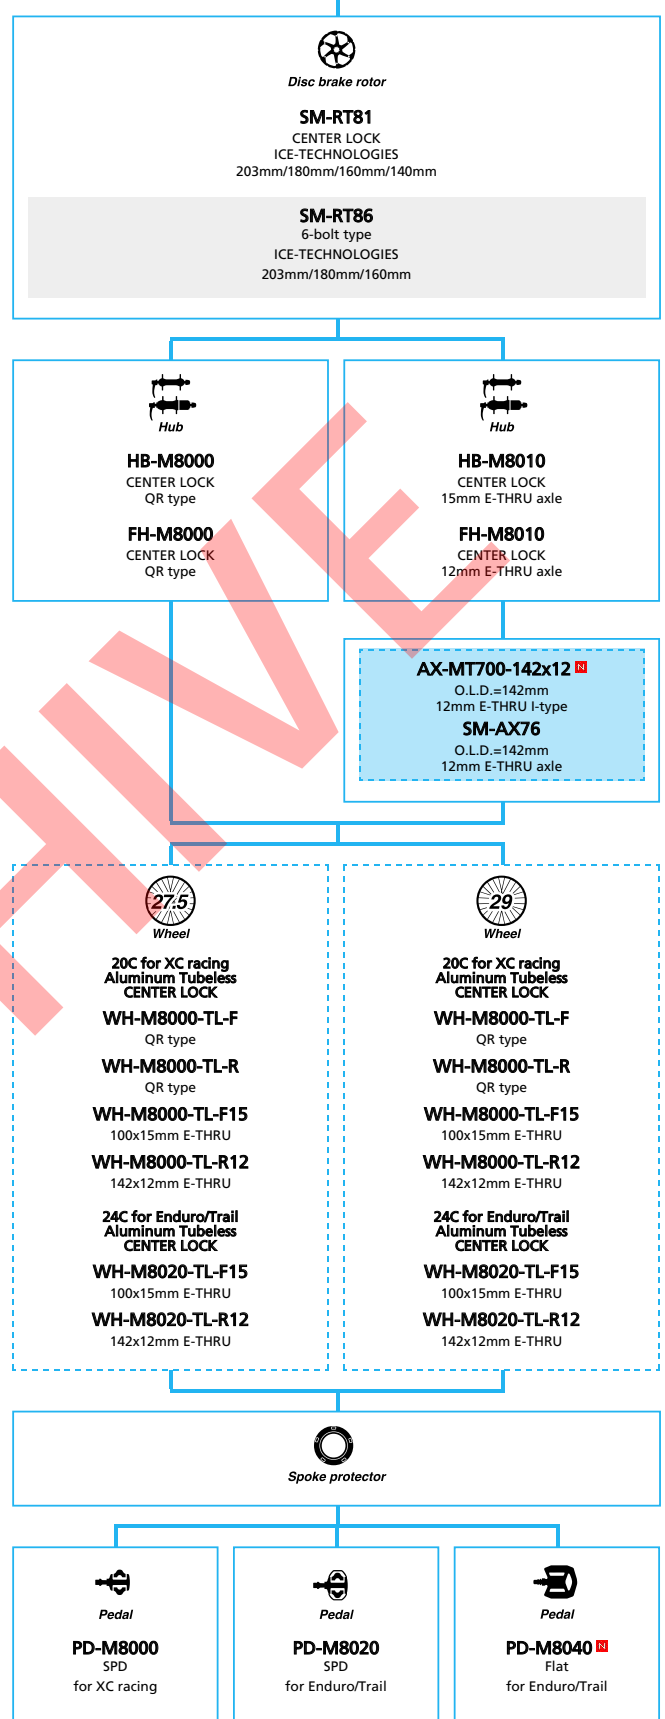 Disc brake rotor
SM-RT81
CENTER LOCK
ICE-TECHNOLOGIES
203mm/180mm/160mm/140mm
SM-RT86
6-bolt type
ICE-TECHNOLOGIES
203mm/180mm/160mm
Hub
HB-M8000
CENTER LOCK
QR type
FH-M8000
CENTER LOCK
QR type
Hub
HB-M8010
CENTER LOCK
15mm E-THRU axle
FH-M8010
CENTER LOCK
12mm E-THRU axle
AX-MT700-142x12 N
O.L.D.=142mm
12mm E-THRU I-type
SM-AX76
O.L.D.=142mm
12mm E-THRU axle
27.5
Wheel
20C for XC racing
Aluminum Tubeless
CENTER LOCK
WH-M8000-TL-F
QR type
WH-M8000-TL-R
QR type
WH-M8000-TL-F15
100x15mm E-THRU
WH-M8000-TL-R12
142x12mm E-THRU
24C for Enduro/Trail
Aluminum Tubeless
CENTER LOCK
WH-M8020-TL-F15
100x15mm E-THRU
WH-M8020-TL-R12
142x12mm E-THRU
29
Wheel
20C for XC racing
Aluminum Tubeless
CENTER LOCK
WH-M8000-TL-F
QR type
WH-M8000-TL-R
QR type
WH-M8000-TL-F15
100x15mm E-THRU
WH-M8000-TL-R12
142x12mm E-THRU
24C for Enduro/Trail
Aluminum Tubeless
CENTER LOCK
WH-M8020-TL-F15
100x15mm E-THRU
WH-M8020-TL-R12
142x12mm E-THRU
Spoke protector
Pedal
PD-M8000
SPD
for XC racing
Pedal
PD-M8020
SPD
for Enduro/Trail
Pedal
PD-M8040 N
Flat
for Enduro/Trail
HIVE